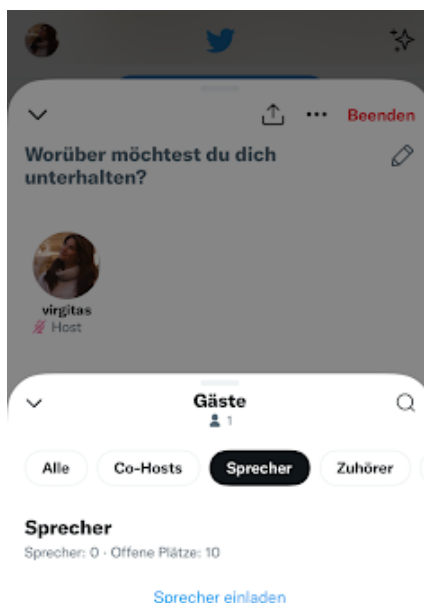 Beenden
Worüber möchtest du dich
unterhalten?
virgitas
Host
Gäste
1
Alle
Co-Hosts
Sprecher
Zuhörer
Sprecher
Sprecher: 0 · Offene Plätze: 10
Sprecher einladen